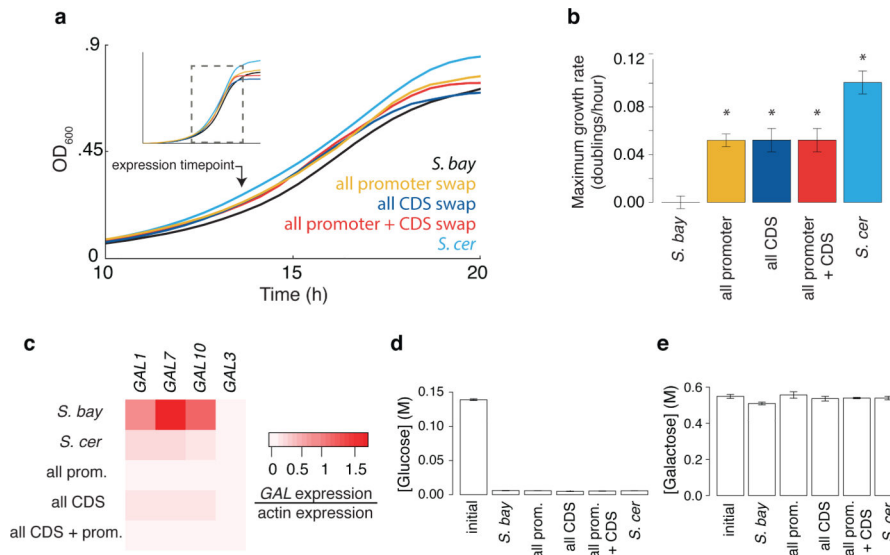 a
.9
.45
0
OD600
expression timepoint
S. bay
all promoter swap
all CDS swap
all promoter + CDS swap
S. cer
10
15
20
Time (h)
b
Maximum growth rate
(doublings/hour)
0.12
0.08
0.04
0.00
*
*
*
*
S. bay
all promoter
all CDS
all promoter
+ CDS
S. cer
c
GAL1
GAL7
GAL10
GAL3
S. bay
S. cer
all prom.
all CDS
all CDS + prom.
0 0.5 1 1.5
GAL expression
actin expression
d
[Glucose] (M)
0.15
0.10
0.05
0.00
initial
S. bay
all prom.
all CDS
all prom.
+ CDS
S. cer
e
[Galactose] (M)
0.6
0.4
0.2
0.0
initial
S. bay
all prom.
all CDS
all prom.
+ CDS
S. cer